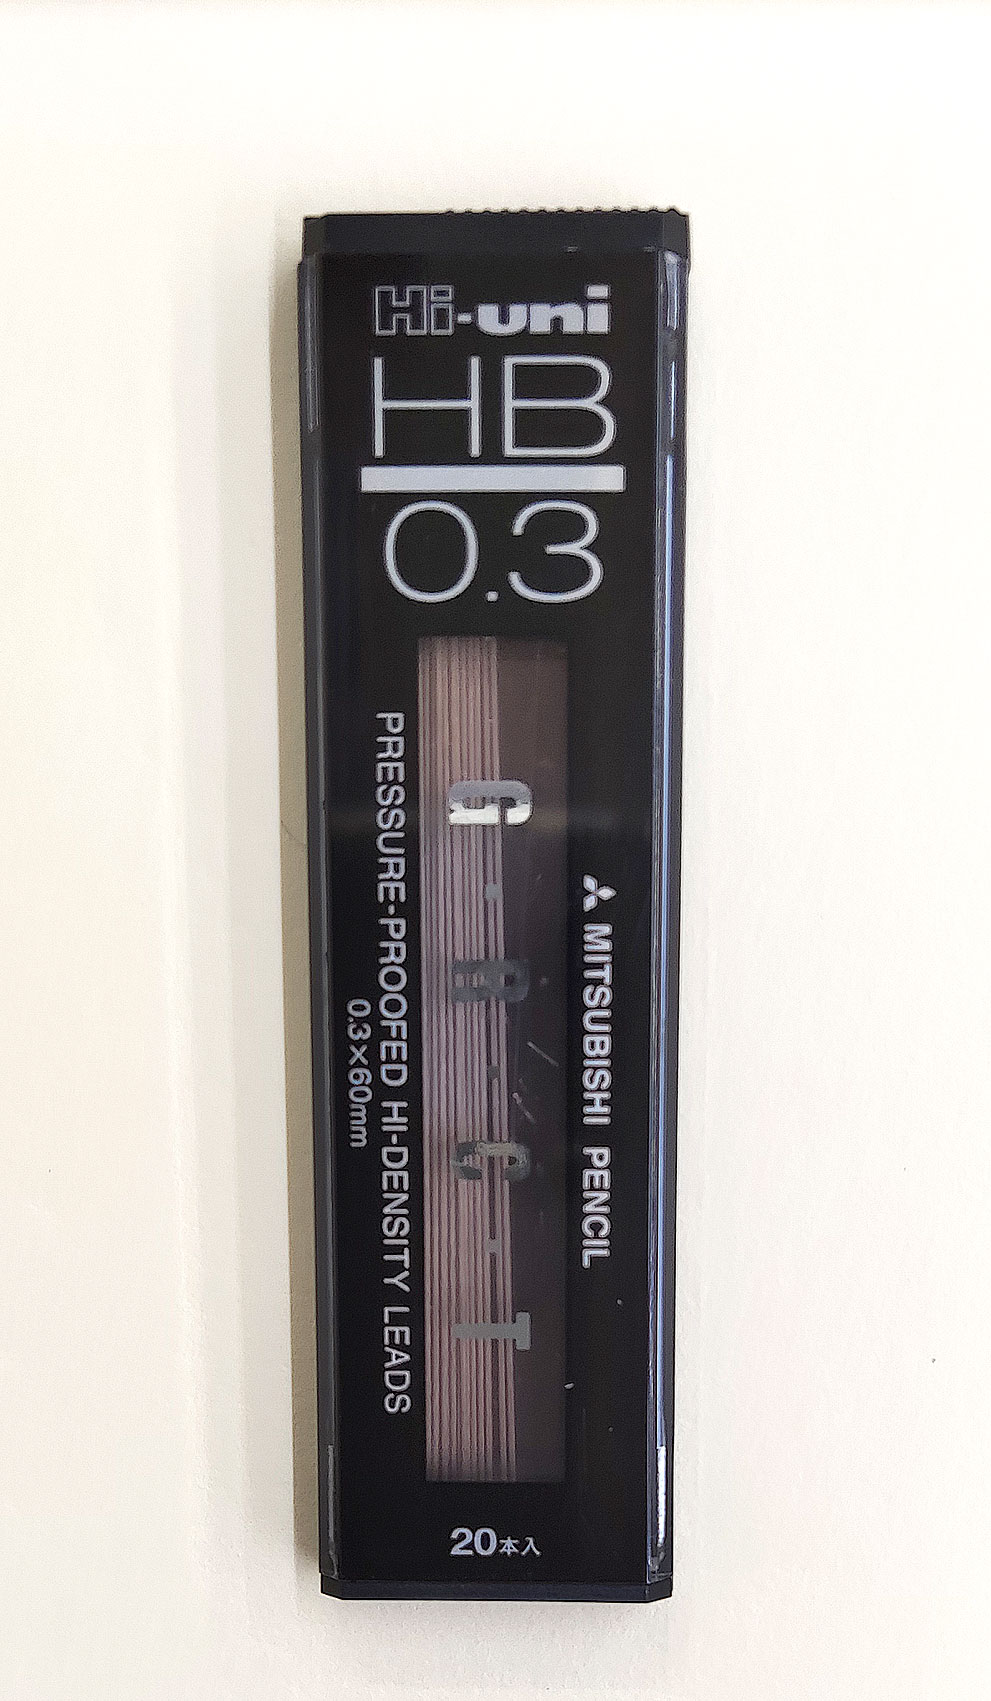 Hi-uni
HB
0.3
MITSUBISHI PENCIL
G·B·C·T
PRESSURE-PROOFED HI-DENSITY LEADS
0.3×60mm
20本入